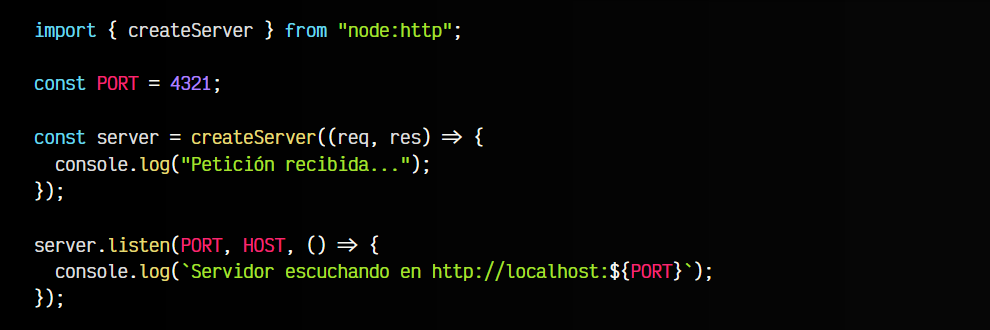 import { createServer } from "node:http";
const PORT = 4321;
const server = createServer((req, res) => {
  console.log("Petición recibida...");
});
server.listen(PORT, HOST, () => {
  console.log(`Servidor escuchando en http://localhost:${PORT}`);
});